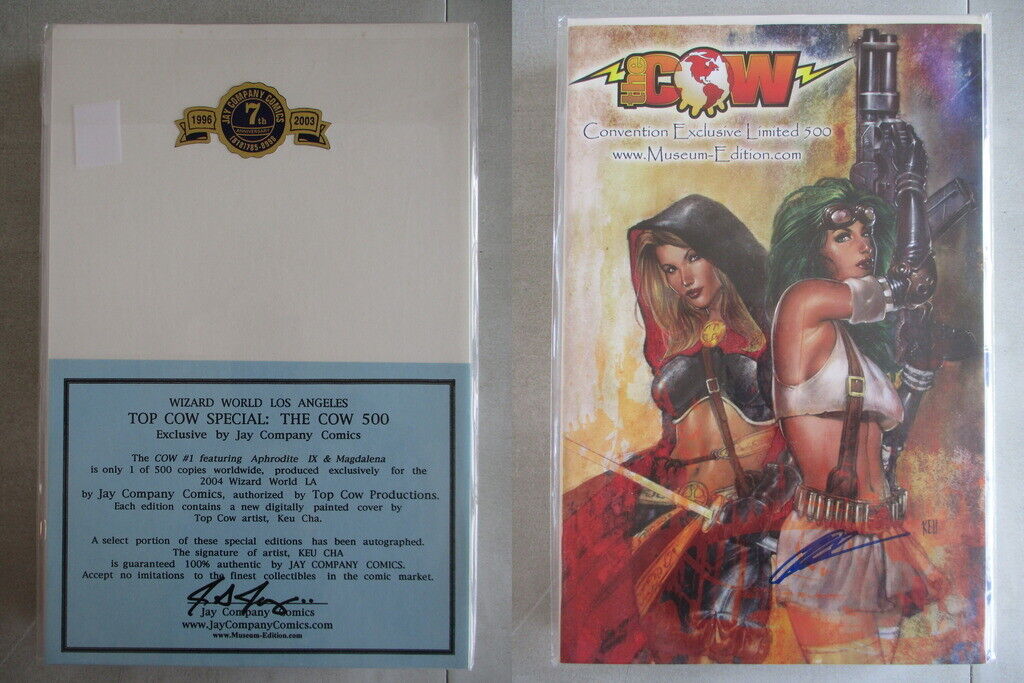 JAY COMPANY COMICS
1996
7th
2003
ANNIVERSARY
(818)785-8998
WIZARD WORLD LOS ANGELES
TOP COW SPECIAL: THE COW 500
Exclusive by Jay Company Comics
The COW #1 featuring Aphrodite IX & Magdalena
is only 1 of 500 copies worldwide, produced exclusively for the
2004 Wizard World LA
by Jay Company Comics, authorized by Top Cow Productions.
Each edition contains a new digitally painted cover by
Top Cow artist, Keu Cha.
A select portion of these special editions has been autographed.
The signature of artist, KEU CHA
is guaranteed 100% authentic by JAY COMPANY COMICS.
Accept no imitations to the finest collectibles in the comic market.
Jay Company Comics
www.JayCompanyComics.com
www.Museum-Edition.com
the COW
Convention Exclusive Limited 500
www.Museum-Edition.com
KEU